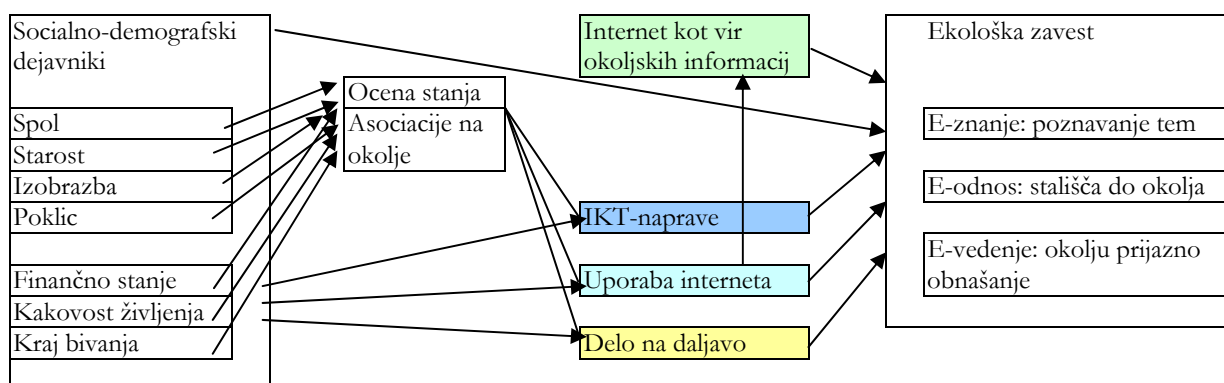 Socialno-demografski
dejavniki
Spol
Starost
Izobrazba
Poklic
Finančno stanje
Kakovost življenja
Kraj bivanja
Ocena stanja
Asociacije na
okolje
Internet kot vir
okoljskih informacij
IKT-naprave
Uporaba interneta
Delo na daljavo
Ekološka zavest
E-znanje: poznavanje tem
E-odnos: stališča do okolja
E-vedenje: okolju prijazno
obnašanje